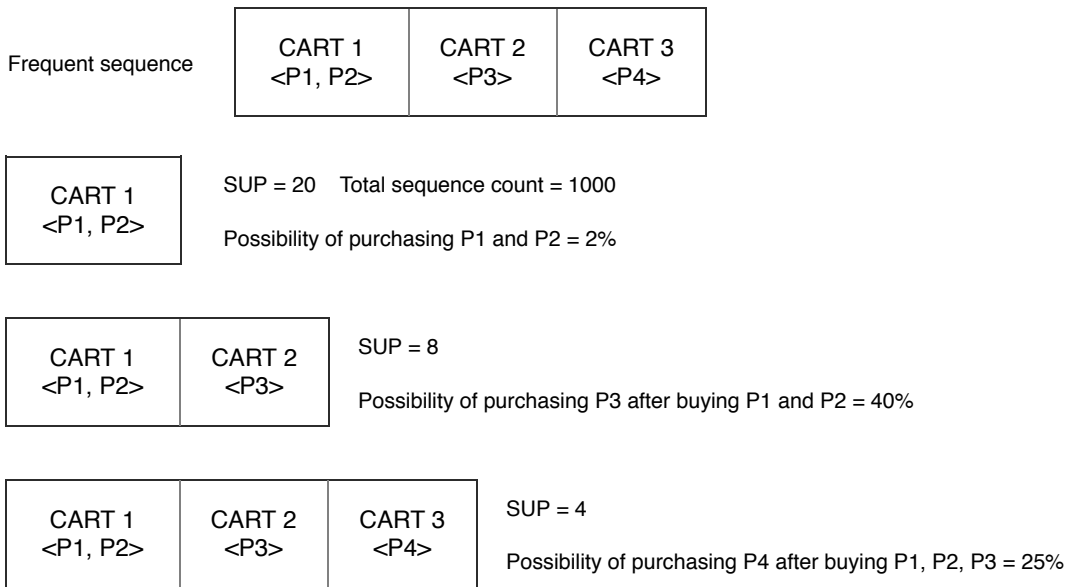 Frequent sequence
CART 1
<P1, P2>
CART 2
<P3>
CART 3
<P4>
CART 1
<P1, P2>
SUP = 20 Total sequence count = 1000
Possibility of purchasing P1 and P2 = 2%
CART 1
<P1, P2>
CART 2
<P3>
SUP = 8
Possibility of purchasing P3 after buying P1 and P2 = 40%
CART 1
<P1, P2>
CART 2
<P3>
CART 3
<P4>
SUP = 4
Possibility of purchasing P4 after buying P1, P2, P3 = 25%